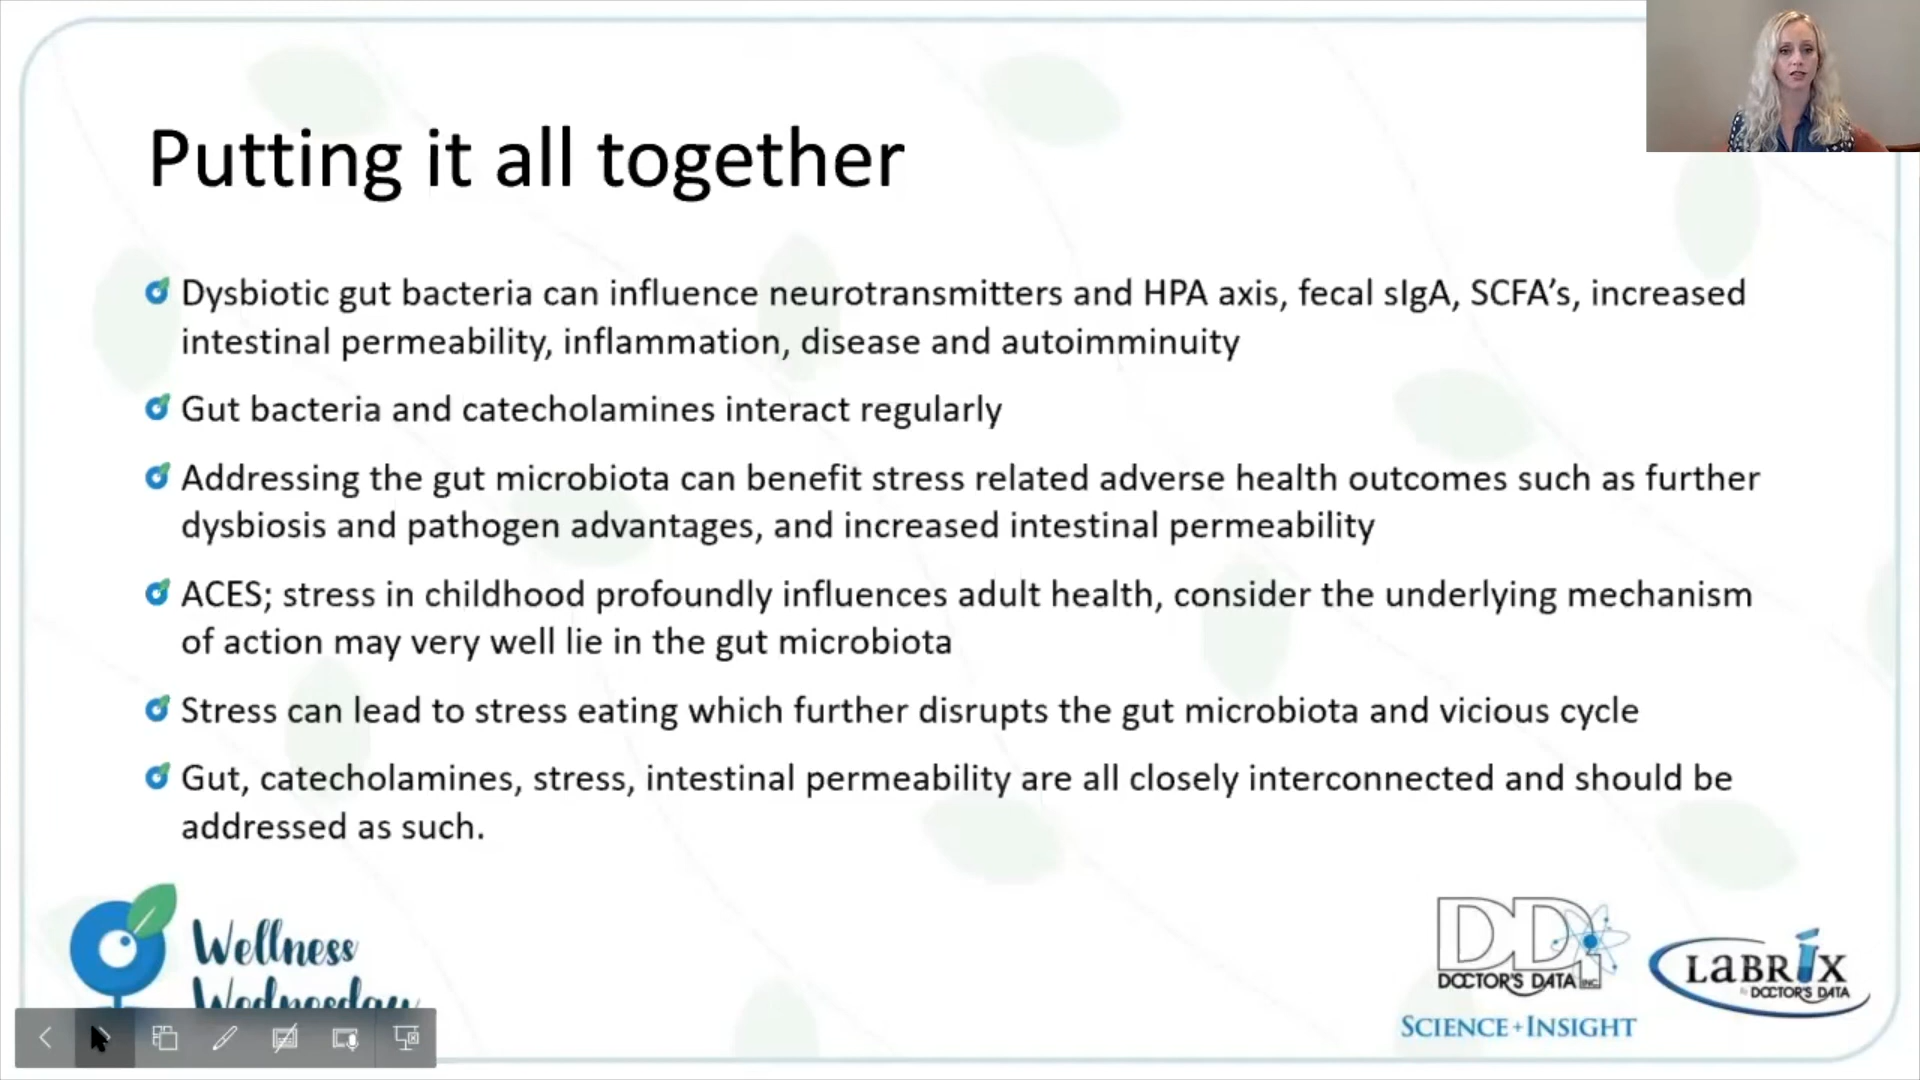 Putting it all together
Dysbiotic gut bacteria can influence neurotransmitters and HPA axis, fecal sIgA, SCFA's, increased
intestinal permeability, inflammation, disease and autoimminuity
Gut bacteria and catecholamines interact regularly
Addressing the gut microbiota can benefit stress related adverse health outcomes such as further
dysbiosis and pathogen advantages, and increased intestinal permeability
ACES; stress in childhood profoundly influences adult health, consider the underlying mechanism
of action may very well lie in the gut microbiota
Stress can lead to stress eating which further disrupts the gut microbiota and vicious cycle
Gut, catecholamines, stress, intestinal permeability are all closely interconnected and should be
addressed as such.
Wellness
Wednesday
DDI
DOCTOR'S DATA INC.
SCIENCE + INSIGHT
LABRIX
by DOCTOR'S DATA